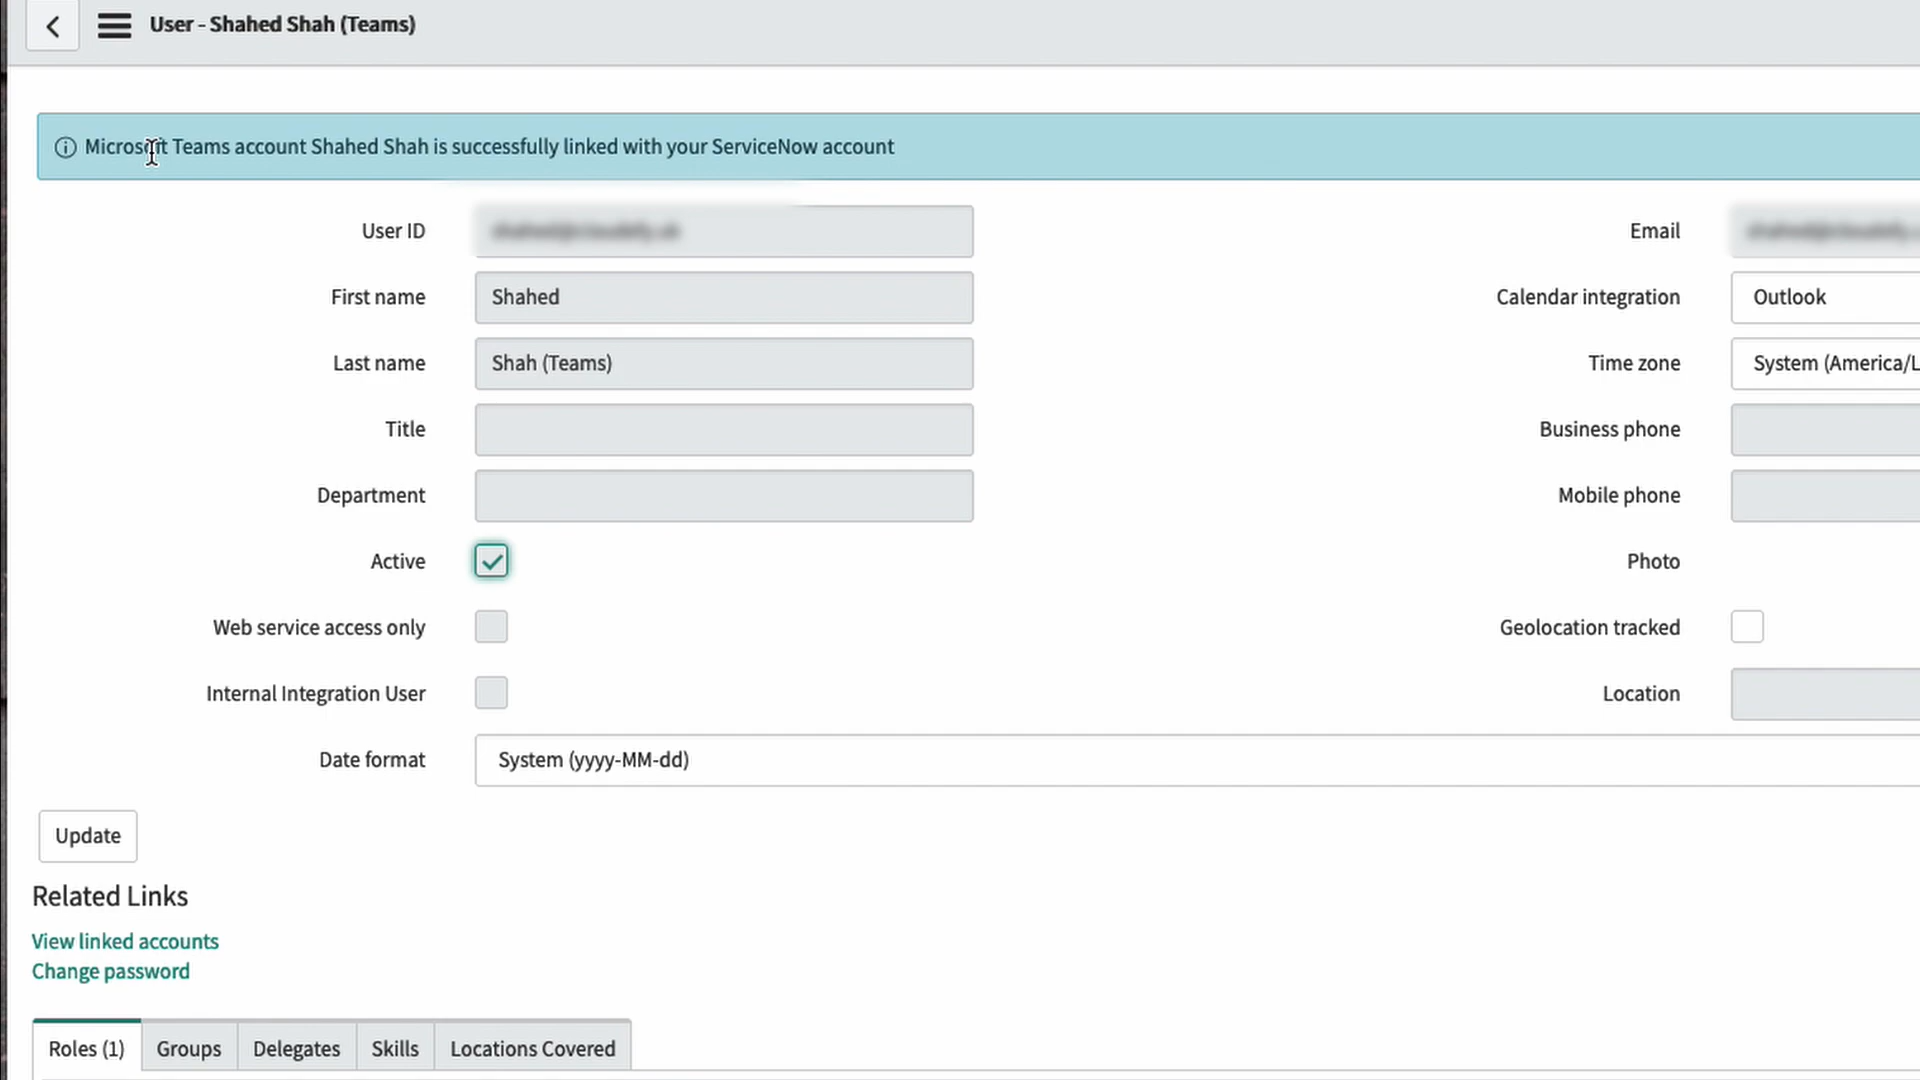 User - Shahed Shah (Teams)
Microsoft Teams account Shahed Shah is successfully linked with your ServiceNow account
User ID
Email
First name
Shahed
Calendar integration
Outlook
Last name
Shah (Teams)
Time zone
System (America/L
Title
Business phone
Department
Mobile phone
Active
Photo
Web service access only
Geolocation tracked
Internal Integration User
Location
Date format
System (yyyy-MM-dd)
Update
Related Links
View linked accounts
Change password
Roles (1)
Groups
Delegates
Skills
Locations Covered